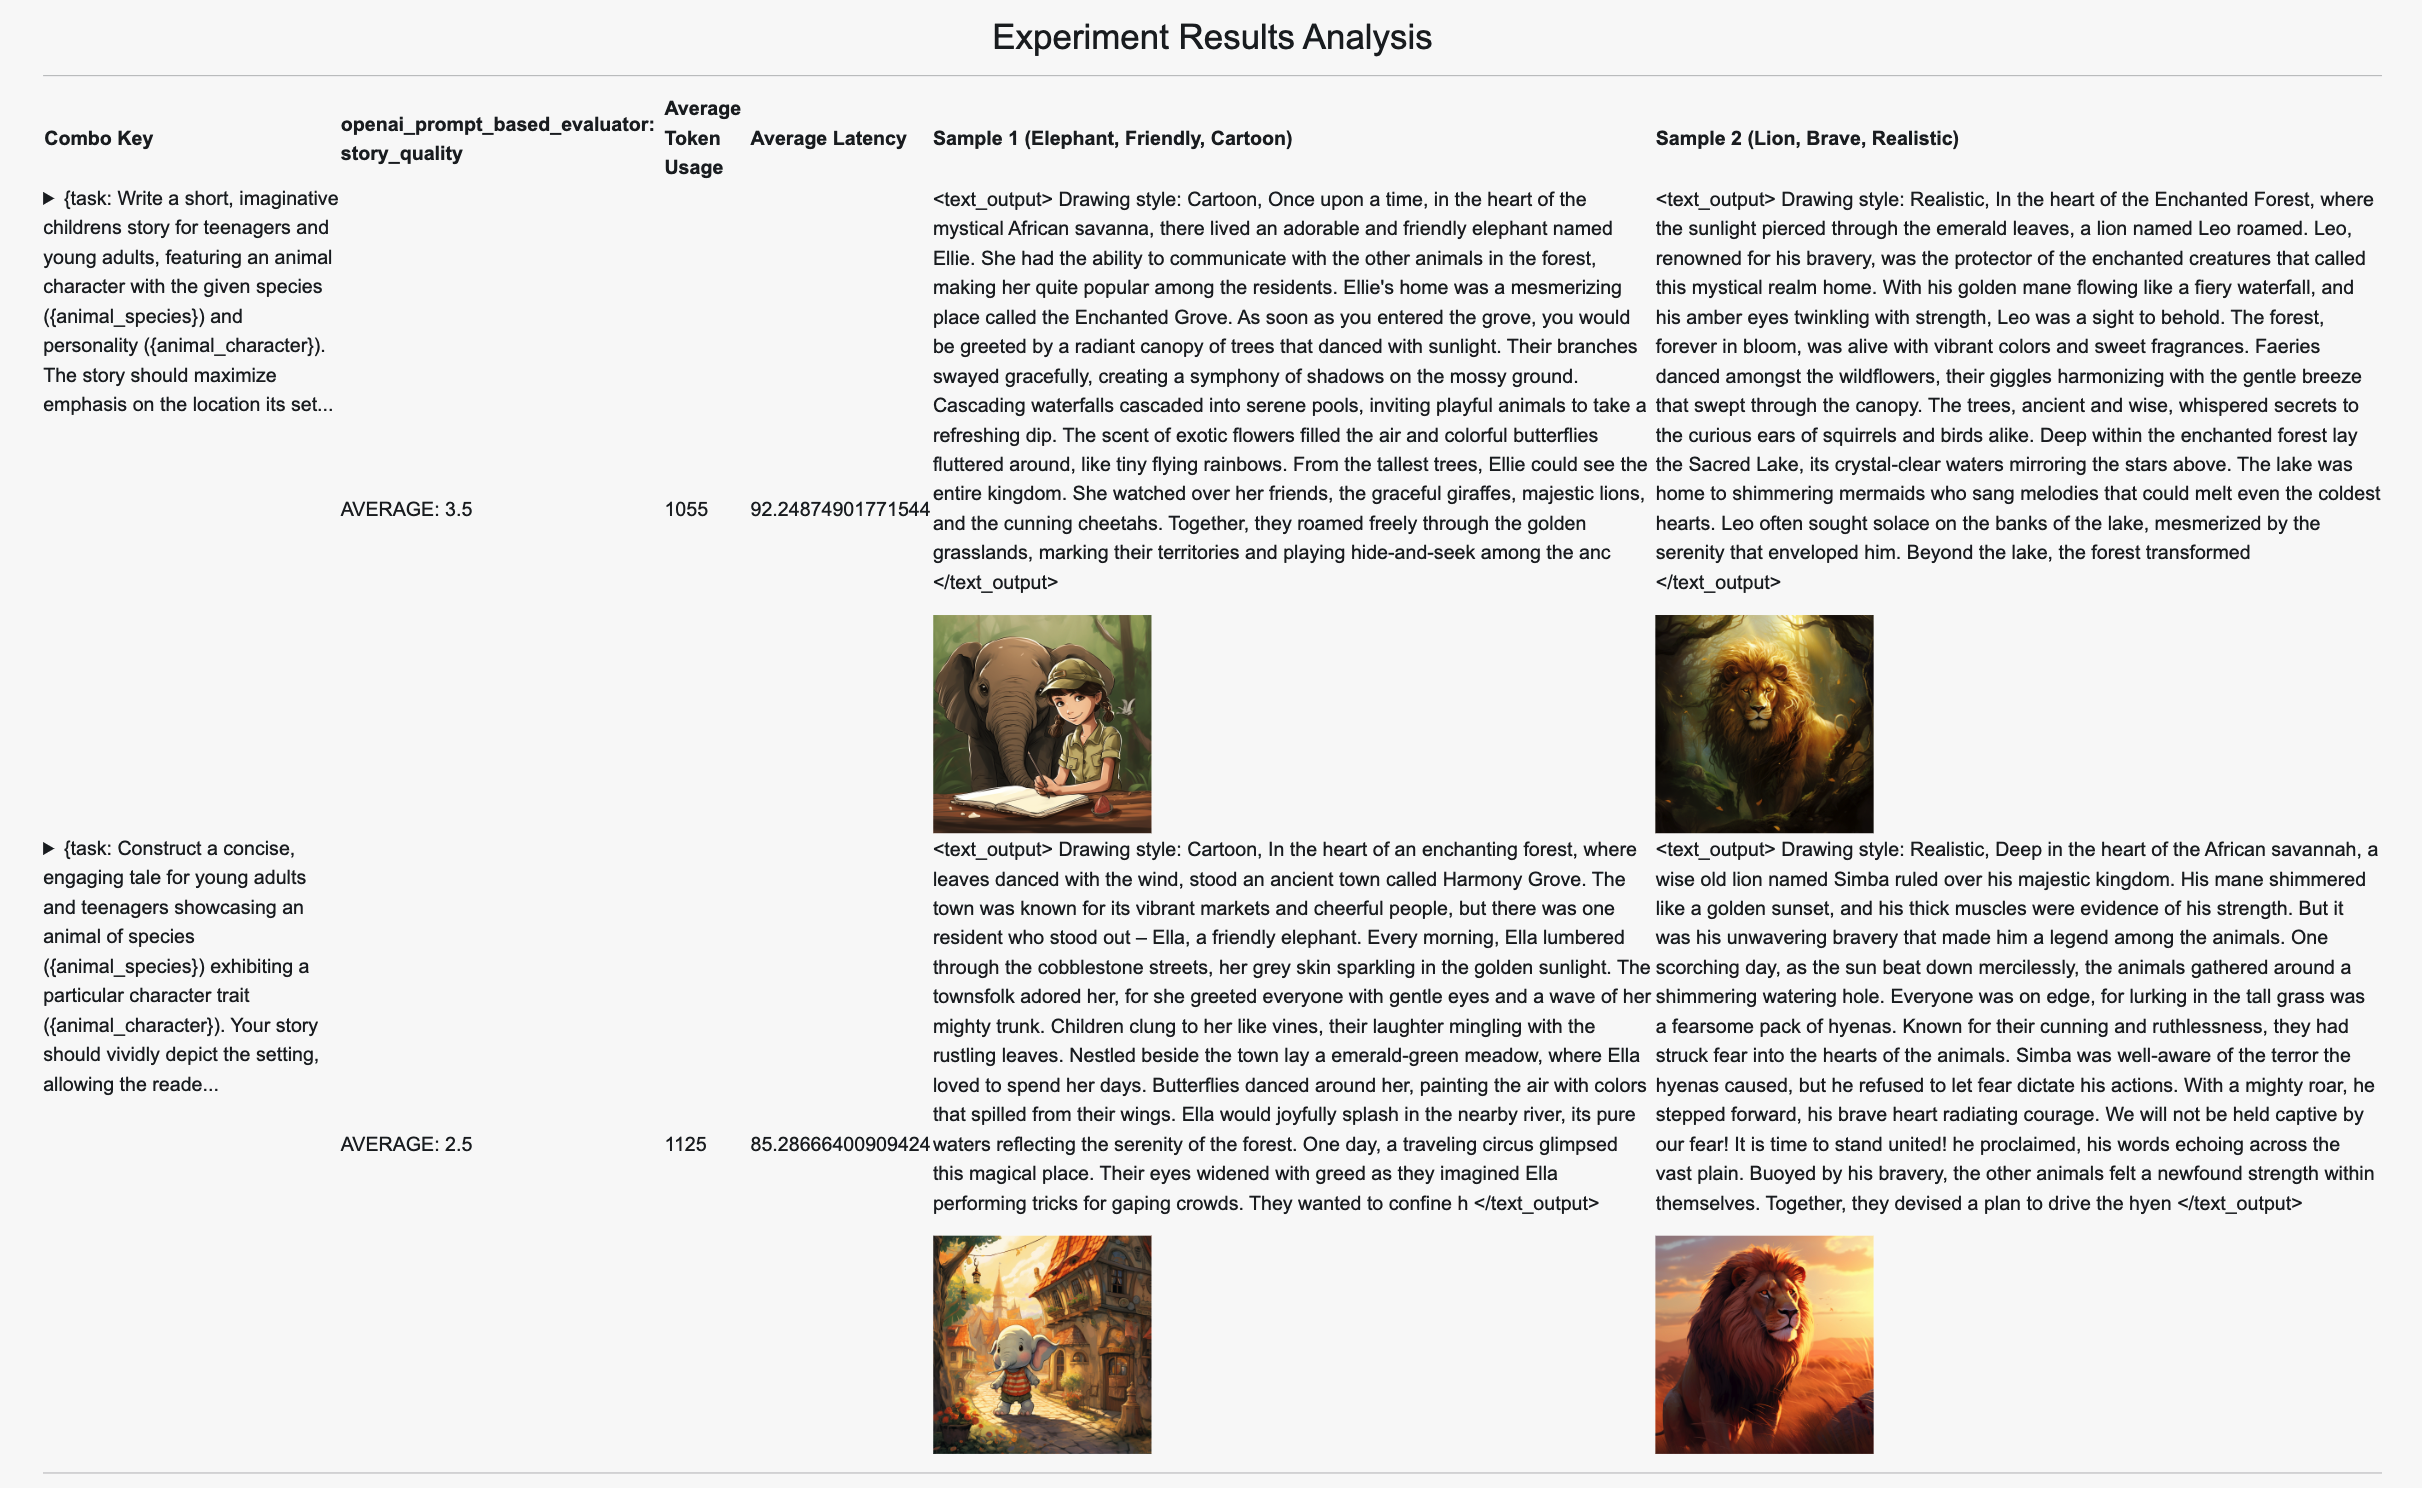 Experiment Results Analysis
Combo Key
openai_prompt_based_evaluator:
story_quality
Average
Token
Usage
Average Latency
Sample 1 (Elephant, Friendly, Cartoon)
Sample 2 (Lion, Brave, Realistic)
▶ {task: Write a short, imaginative
childrens story for teenagers and
young adults, featuring an animal
character with the given species
({animal_species}) and
personality ({animal_character}).
The story should maximize
emphasis on the location its set...
AVERAGE: 3.5
1055
92.24874901771544
<text_output> Drawing style: Cartoon, Once upon a time, in the heart of the
mystical African savanna, there lived an adorable and friendly elephant named
Ellie. She had the ability to communicate with the other animals in the forest,
making her quite popular among the residents. Ellie's home was a mesmerizing
place called the Enchanted Grove. As soon as you entered the grove, you would
be greeted by a radiant canopy of trees that danced with sunlight. Their branches
swayed gracefully, creating a symphony of shadows on the mossy ground.
Cascading waterfalls cascaded into serene pools, inviting playful animals to take a
refreshing dip. The scent of exotic flowers filled the air and colorful butterflies
fluttered around, like tiny flying rainbows. From the tallest trees, Ellie could see the
entire kingdom. She watched over her friends, the graceful giraffes, majestic lions,
and the cunning cheetahs. Together, they roamed freely through the golden
grasslands, marking their territories and playing hide-and-seek among the anc
</text_output>
<text_output> Drawing style: Realistic, In the heart of the Enchanted Forest, where
the sunlight pierced through the emerald leaves, a lion named Leo roamed. Leo,
renowned for his bravery, was the protector of the enchanted creatures that called
this mystical realm home. With his golden mane flowing like a fiery waterfall, and
his amber eyes twinkling with strength, Leo was a sight to behold. The forest,
forever in bloom, was alive with vibrant colors and sweet fragrances. Faeries
danced amongst the wildflowers, their giggles harmonizing with the gentle breeze
that swept through the canopy. The trees, ancient and wise, whispered secrets to
the curious ears of squirrels and birds alike. Deep within the enchanted forest lay
the Sacred Lake, its crystal-clear waters mirroring the stars above. The lake was
home to shimmering mermaids who sang melodies that could melt even the coldest
hearts. Leo often sought solace on the banks of the lake, mesmerized by the
serenity that enveloped him. Beyond the lake, the forest transformed
</text_output>
▶ {task: Construct a concise,
engaging tale for young adults
and teenagers showcasing an
animal of species
({animal_species}) exhibiting a
particular character trait
({animal_character}). Your story
should vividly depict the setting,
allowing the reade...
AVERAGE: 2.5
1125
85.28666400909424
<text_output> Drawing style: Cartoon, In the heart of an enchanting forest, where
leaves danced with the wind, stood an ancient town called Harmony Grove. The
town was known for its vibrant markets and cheerful people, but there was one
resident who stood out – Ella, a friendly elephant. Every morning, Ella lumbered
through the cobblestone streets, her grey skin sparkling in the golden sunlight. The
townsfolk adored her, for she greeted everyone with gentle eyes and a wave of her
mighty trunk. Children clung to her like vines, their laughter mingling with the
rustling leaves. Nestled beside the town lay a emerald-green meadow, where Ella
loved to spend her days. Butterflies danced around her, painting the air with colors
that spilled from their wings. Ella would joyfully splash in the nearby river, its pure
waters reflecting the serenity of the forest. One day, a traveling circus glimpsed
this magical place. Their eyes widened with greed as they imagined Ella
performing tricks for gaping crowds. They wanted to confine h </text_output>
<text_output> Drawing style: Realistic, Deep in the heart of the African savannah, a
wise old lion named Simba ruled over his majestic kingdom. His mane shimmered
like a golden sunset, and his thick muscles were evidence of his strength. But it
was his unwavering bravery that made him a legend among the animals. One
scorching day, as the sun beat down mercilessly, the animals gathered around a
shimmering watering hole. Everyone was on edge, for lurking in the tall grass was
a fearsome pack of hyenas. Known for their cunning and ruthlessness, they had
struck fear into the hearts of the animals. Simba was well-aware of the terror the
hyenas caused, but he refused to let fear dictate his actions. With a mighty roar, he
stepped forward, his brave heart radiating courage. We will not be held captive by
our fear! It is time to stand united! he proclaimed, his words echoing across the
vast plain. Buoyed by his bravery, the other animals felt a newfound strength within
themselves. Together, they devised a plan to drive the hyen </text_output>